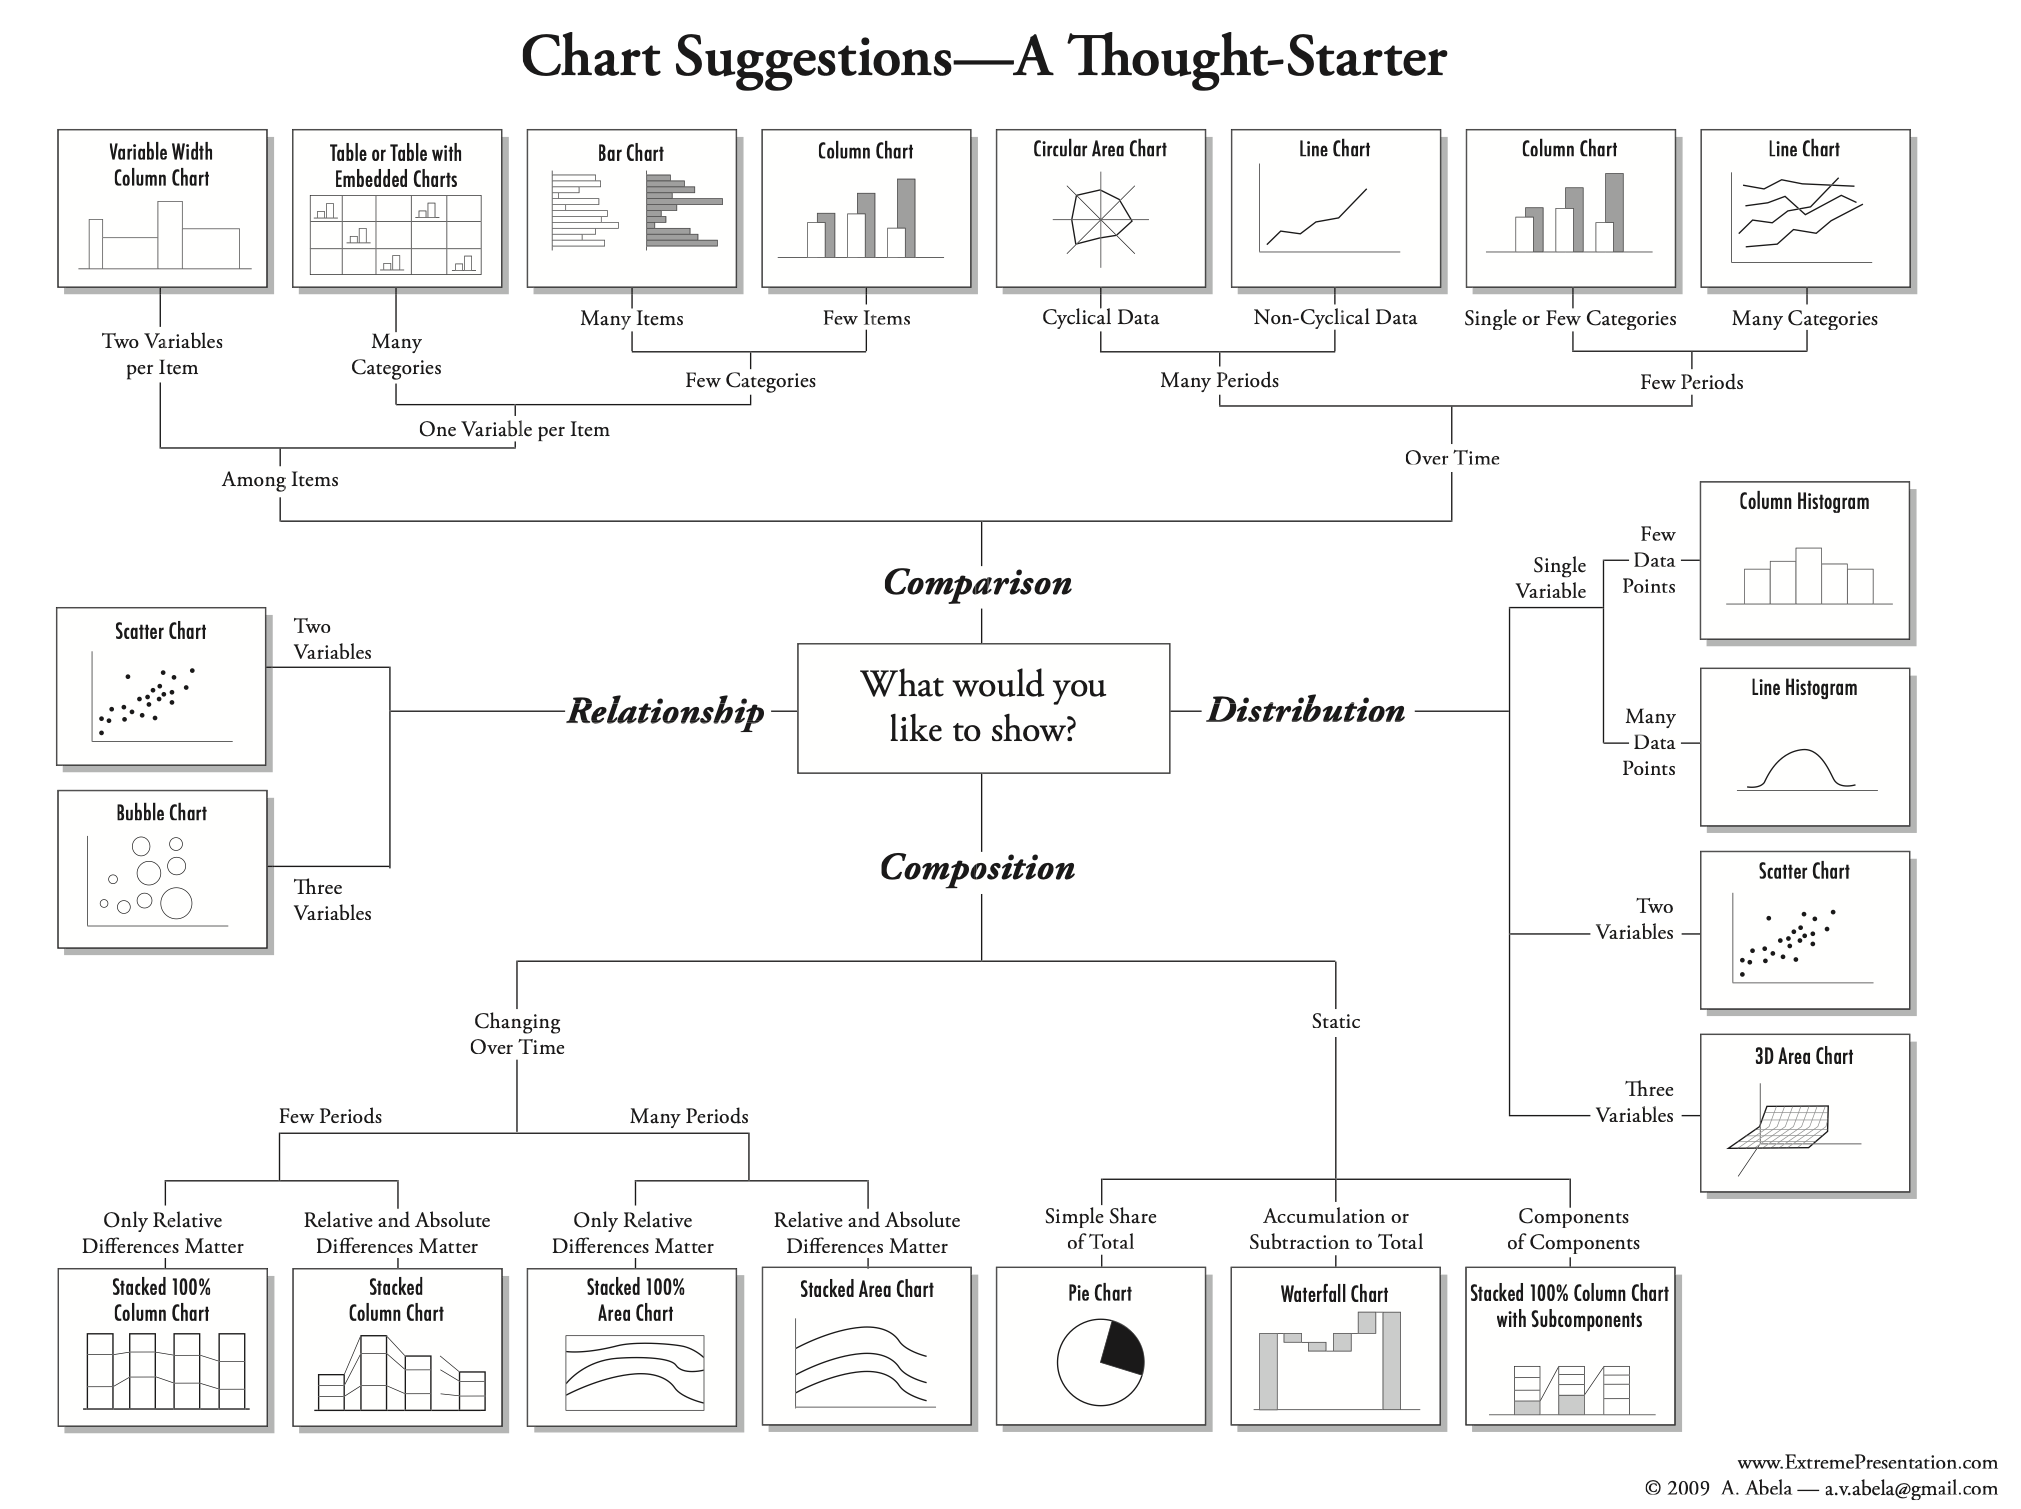 Chart Suggestions—A Thought-Starter
Variable Width
Column Chart
Table or Table with
Embedded Charts
Bar Chart
Column Chart
Circular Area Chart
Line Chart
Column Chart
Line Chart
Two Variables
per Item
Many
Categories
Many Items
Few Items
Cyclical Data
Non-Cyclical Data
Single or Few Categories
Many Categories
Few Categories
Many Periods
Few Periods
One Variable per Item
Among Items
Over Time
Comparison
What would you
like to show?
Relationship
Two
Variables
Scatter Chart
Three
Variables
Bubble Chart
Distribution
Single
Variable
Few
Data
Points
Column Histogram
Many
Data
Points
Line Histogram
Two
Variables
Scatter Chart
Three
Variables
3D Area Chart
Composition
Changing
Over Time
Static
Few Periods
Many Periods
Only Relative
Differences Matter
Relative and Absolute
Differences Matter
Only Relative
Differences Matter
Relative and Absolute
Differences Matter
Simple Share
of Total
Accumulation or
Subtraction to Total
Components
of Components
Stacked 100%
Column Chart
Stacked
Column Chart
Stacked 100%
Area Chart
Stacked Area Chart
Pie Chart
Waterfall Chart
Stacked 100% Column Chart
with Subcomponents
www.ExtremePresentation.com
© 2009 A. Abela — a.v.abela@gmail.com